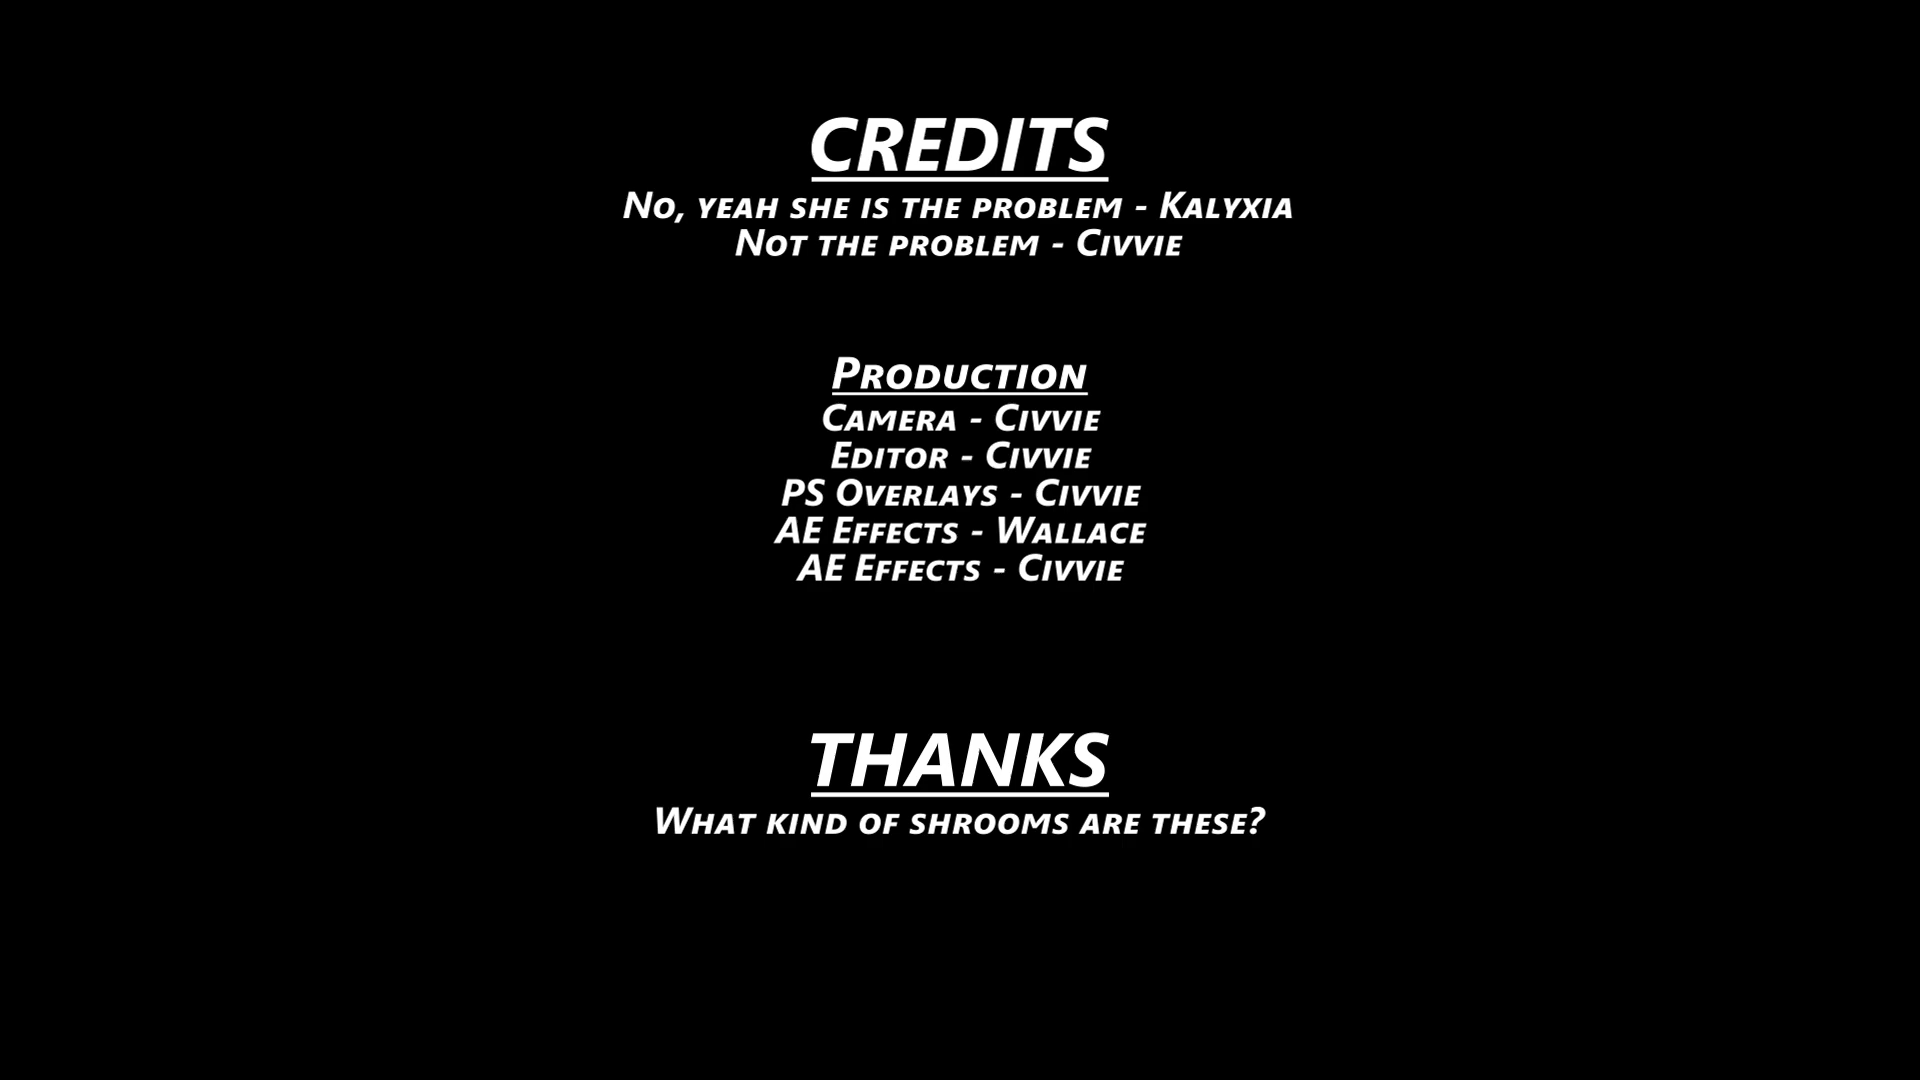 CREDITS
No, yeah she is the problem - Kalyxia
Not the problem - Civvie
Production
Camera - Civvie
Editor - Civvie
PS Overlays - Civvie
AE Effects - Wallace
AE Effects - Civvie
THANKS
What kind of shrooms are these?